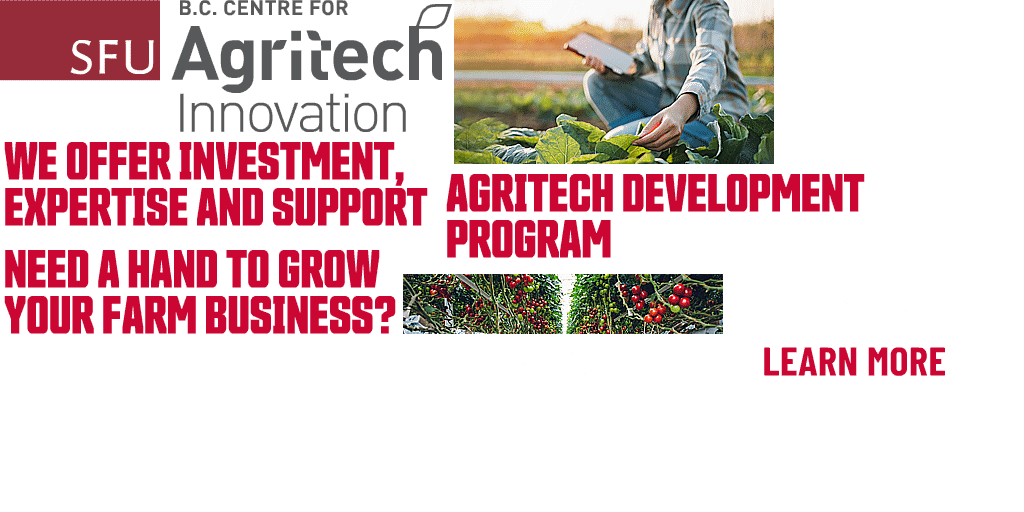 SFU
B.C. CENTRE FOR
Agritech
Innovation
WE OFFER INVESTMENT,
EXPERTISE AND SUPPORT
AGRITECH DEVELOPMENT
PROGRAM
NEED A HAND TO GROW
YOUR FARM BUSINESS?
LEARN MORE